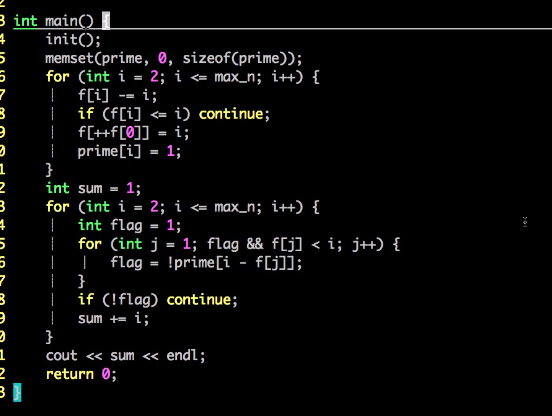 2
3 int main() {
4 init();
5 memset(prime, 0, sizeof(prime));
6 for (int i = 2; i <= max_n; i++) {
7 f[i] -= i;
8 if (f[i] <= i) continue;
9 f[++f[0]] = i;
0 prime[i] = 1;
1 }
2 int sum = 1;
3 for (int i = 2; i <= max_n; i++) {
4 int flag = 1;
5 for (int j = 1; flag && f[j] < i; j++) {
6 flag = !prime[i - f[j]];
7 }
8 if (!flag) continue;
9 sum += i;
0 }
1 cout << sum << endl;
2 return 0;
3 }